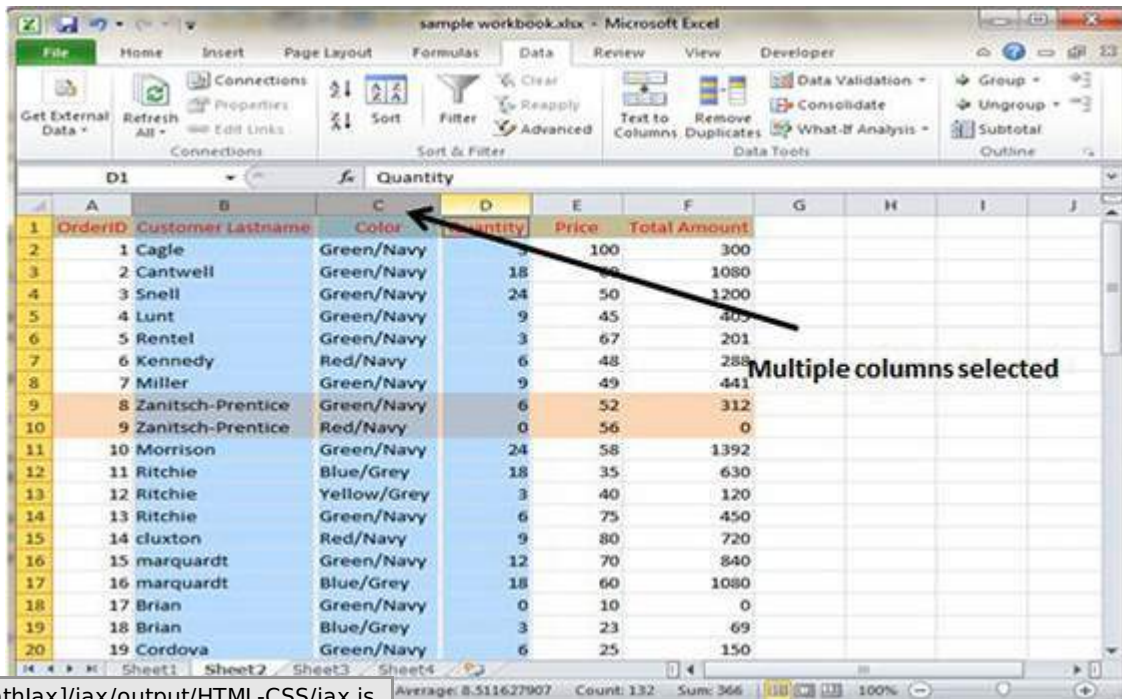 sample workbook.xlsx - Microsoft Excel
File Home Insert Page Layout Formulas Data Review View Developer
Get External Data
Refresh All
Connections
Properties
Edit Links
Connections
Sort
Filter
Clear
Reapply
Advanced
Sort & Filter
Text to Columns
Remove Duplicates
Data Validation
Consolidate
What-If Analysis
Data Tools
Group
Ungroup
Subtotal
Outline
D1 fx Quantity
A B C D E F G H I J
1 OrderID Customer Lastname Color Quantity Price Total Amount
2 1 Cagle Green/Navy 100 300
3 2 Cantwell Green/Navy 18 1080
4 3 Snell Green/Navy 24 50 1200
5 4 Lunt Green/Navy 9 45 405
6 5 Rentel Green/Navy 3 67 201
7 6 Kennedy Red/Navy 6 48 288
Multiple columns selected
8 7 Miller Green/Navy 9 49 441
9 8 Zanitsch-Prentice Green/Navy 6 52 312
10 9 Zanitsch-Prentice Red/Navy 0 56 0
11 10 Morrison Green/Navy 24 58 1392
12 11 Ritchie Blue/Grey 18 35 630
13 12 Ritchie Yellow/Grey 3 40 120
14 13 Ritchie Green/Navy 6 75 450
15 14 cluxton Red/Navy 9 80 720
16 15 marquardt Green/Navy 12 70 840
17 16 marquardt Blue/Grey 18 60 1080
18 17 Brian Green/Navy 0 10 0
19 18 Brian Blue/Grey 3 23 69
20 19 Cordova Green/Navy 6 25 150
Sheet1 Sheet2 Sheet3 Sheet4
athJax]/jax/output/HTML-CSS/jax.js Average: 8.511627907 Count: 132 Sum: 366 100%